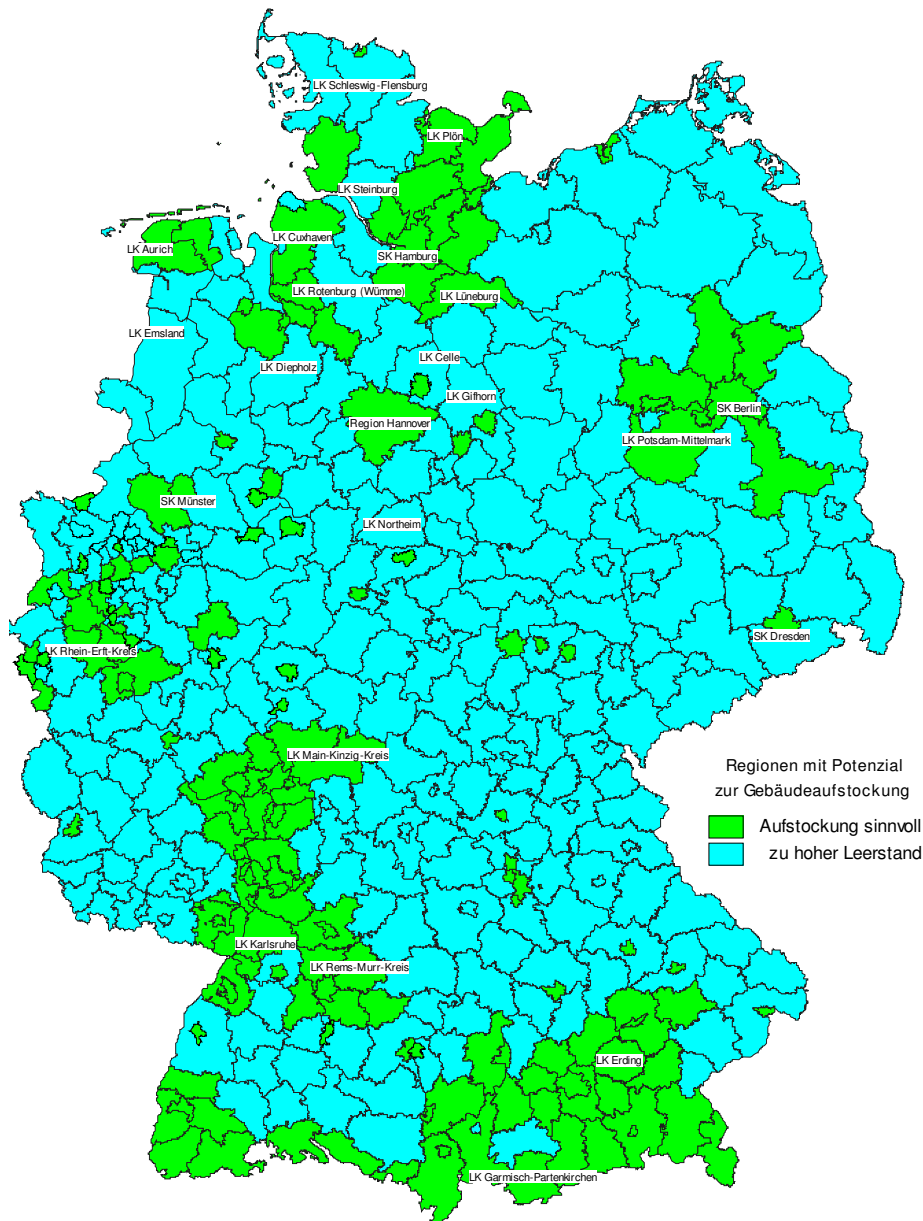 LK Schleswig-Flensburg
LK Plön
LK Steinburg
LK Cuxhaven
LK Aurich
SK Hamburg
LK Rotenburg (Wümme)
LK Lüneburg
LK Emsland
LK Celle
LK Diepholz
LK Gifhorn
SK Berlin
Region Hannover
LK Potsdam-Mittelmark
SK Münster
LK Northeim
SK Dresden
LK Rhein-Erft-Kreis
LK Main-Kinzig-Kreis
Regionen mit Potenzial
zur Gebäudeaufstockung
Aufstockung sinnvoll
zu hoher Leerstand
LK Karlsruhe
LK Rems-Murr-Kreis
LK Erding
LK Garmisch-Partenkirchen